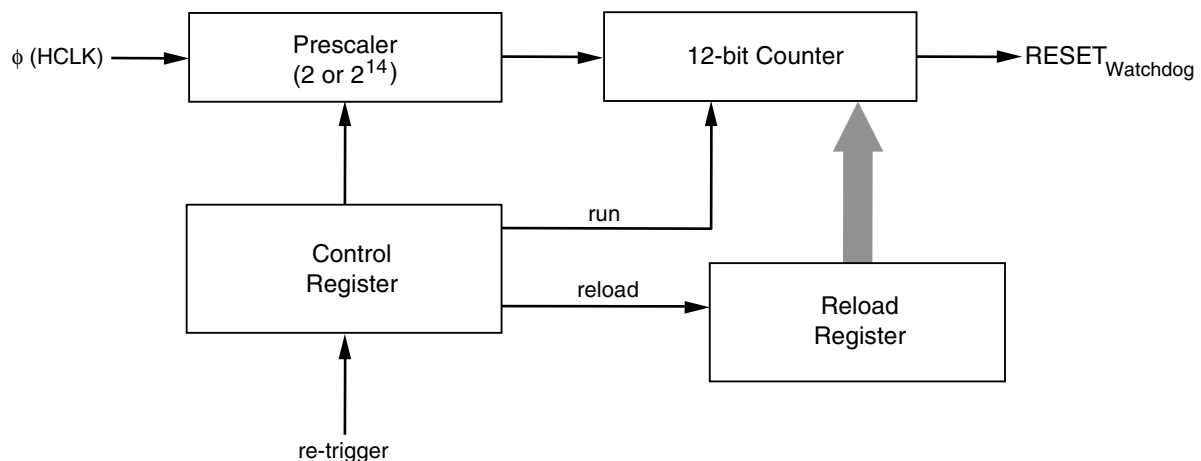 ϕ (HCLK)
Prescaler
(2 or 2¹⁴)
12-bit Counter
RESET_Watchdog
run
Control
Register
reload
Reload
Register
re-trigger